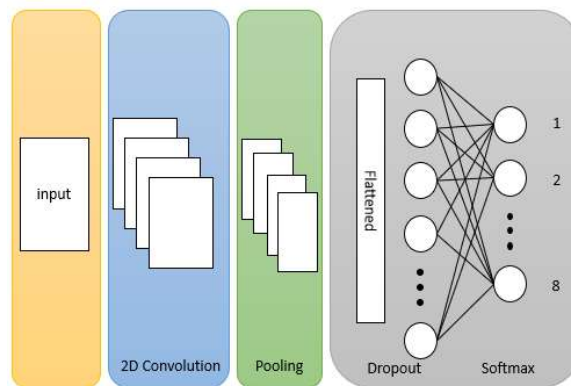 input
2D Convolution
Pooling
Flattened
Dropout
Softmax
1
2
8